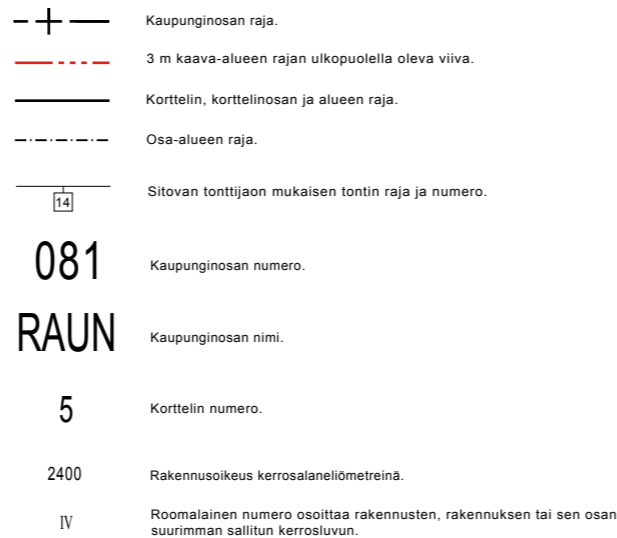 Kaupunginosan raja.
3 m kaava-alueen rajan ulkopuolella oleva viiva.
Korttelin, korttelinosan ja alueen raja.
Osa-alueen raja.
14 Sitovan tonttijaon mukaisen tontin raja ja numero.
081 Kaupunginosan numero.
RAUN Kaupunginosan nimi.
5 Korttelin numero.
2400 Rakennusoikeus kerrosalaneliömetreinä.
IV Roomalainen numero osoittaa rakennusten, rakennuksen tai sen osan
suurimman sallitun kerrosluvun.